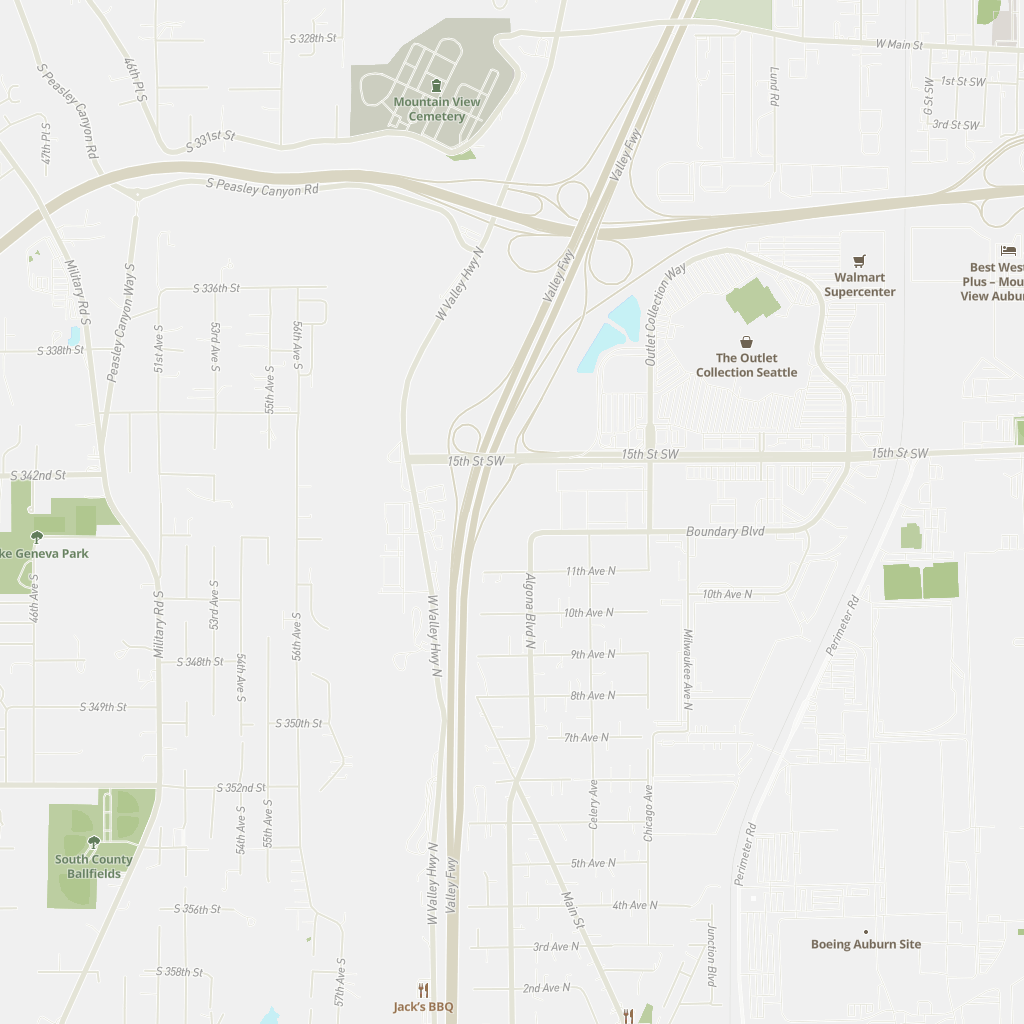 S 328th St
W Main St
46th Pl S
S Peasley Canyon Rd
Lund Rd
G St SW
1st St SW
Mountain View
Cemetery
3rd St SW
47th Pl S
S 331st St
Valley Fwy
S Peasley Canyon Rd
Military Rd S
Peasley Canyon Way S
W Valley Hwy N
Valley Fwy
Outlet Collection Way
Walmart
Supercenter
Plus – Mou
S 336th St
51st Ave S
53rd Ave S
50th Ave S
S 338th St
55th Ave S
The Outlet
Collection Seattle
15th St SW
15th St SW
15th St SW
S 342nd St
Boundary Blvd
ke Geneva Park
11th Ave N
Algona Blvd N
10th Ave N
10th Ave N
46th Ave S
53rd Ave S
Military Rd S
56th Ave S
W Valley Hwy N
Perimeter Rd
Milwaukee Ave N
9th Ave N
S 348th St
54th Ave S
8th Ave N
S 349th St
S 350th St
7th Ave N
S 352nd St
54th Ave S
55th Ave S
Celery Ave
Chicago Ave
South County
Ballfields
W Valley Hwy N
Valley Fwy
5th Ave N
Perimeter Rd
S 356th St
Main St
4th Ave N
3rd Ave N
Junction Blvd
Boeing Auburn Site
S 358th St
57th Ave S
2nd Ave N
Jack's BBQ